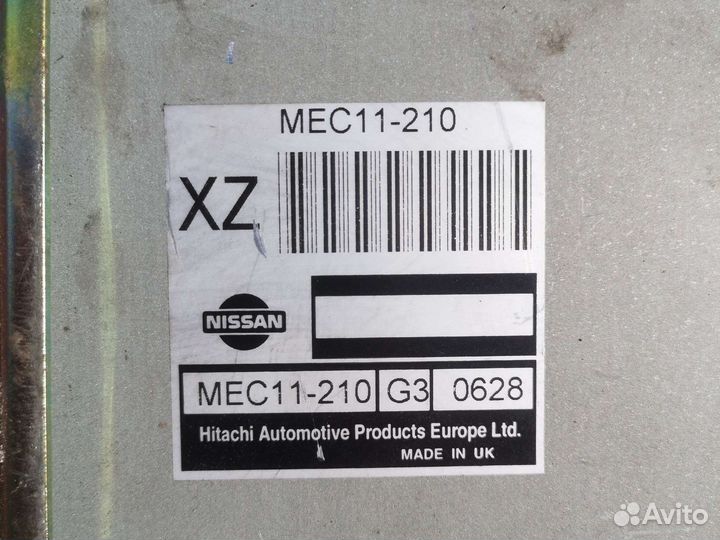 MEC11-210
XZ
NISSAN
MEC11-210 G3 0628
Hitachi Automotive Products Europe Ltd.
MADE IN UK
Avito